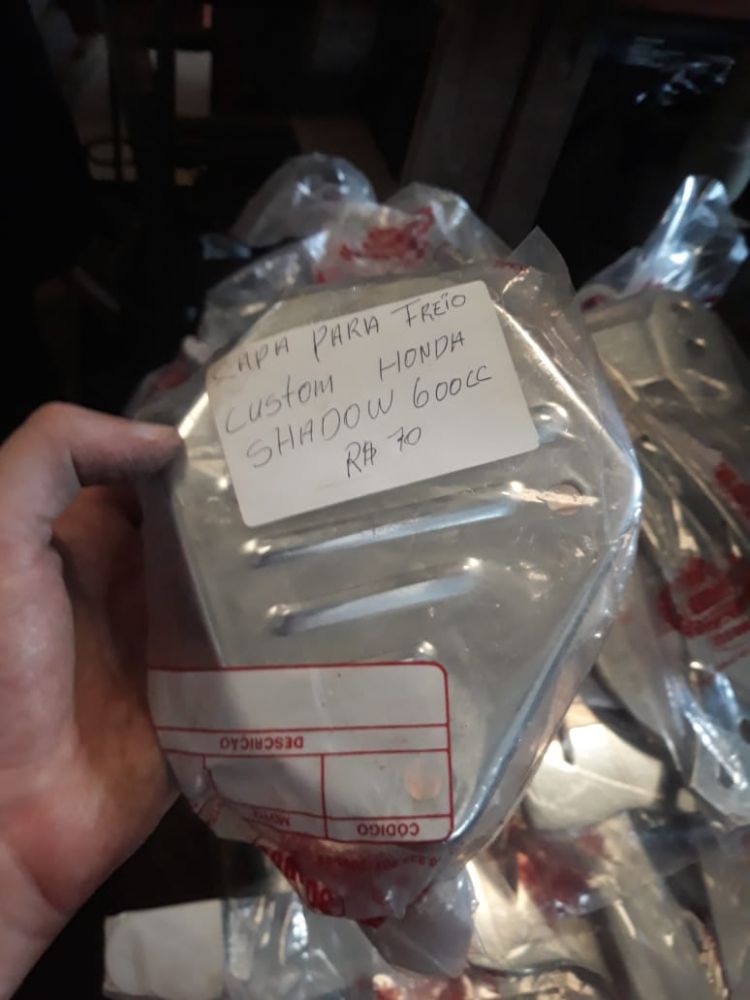 CAPA PARA FREIO
CUSTOM HONDA
SHADOW 600CC
R$ 70
DESCRIÇÃO
CÓDIGO